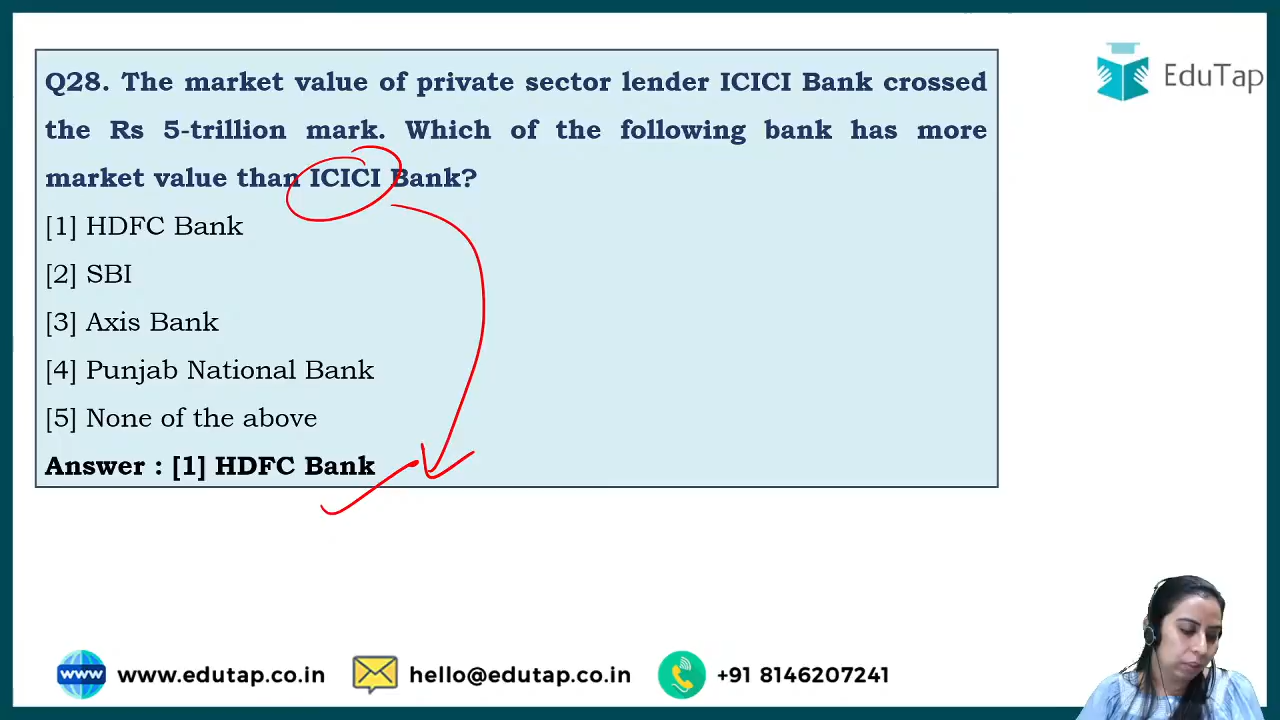 EduTap
Q28. The market value of private sector lender ICICI Bank crossed
the Rs 5-trillion mark. Which of the following bank has more
market value than ICICI Bank?
[1] HDFC Bank
[2] SBI
[3] Axis Bank
[4] Punjab National Bank
[5] None of the above
Answer : [1] HDFC Bank
www www.edutap.co.in hello@edutap.co.in +91 8146207241